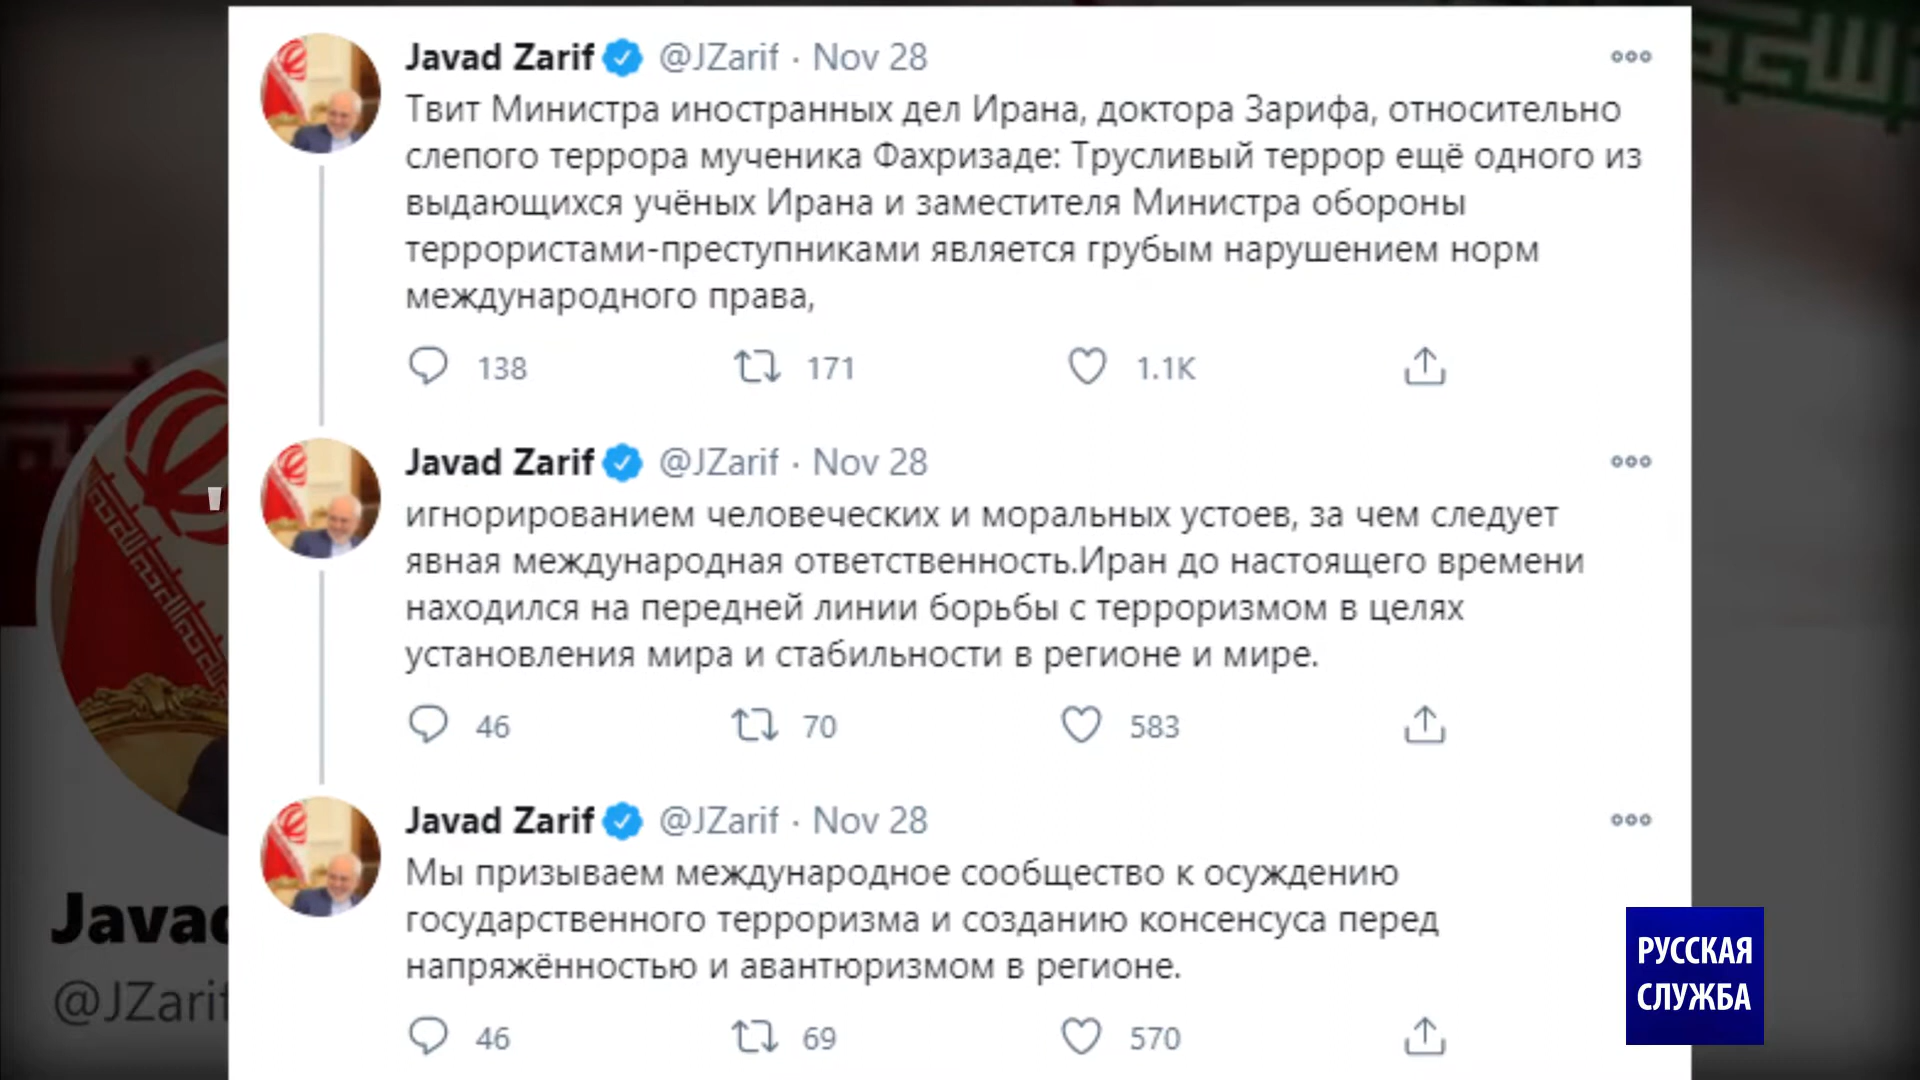 Javad Zarif @JZarif · Nov 28
Твит Министра иностранных дел Ирана, доктора Зарифа, относительно
слепого террора мученика Фахризаде: Трусливый террор ещё одного из
выдающихся учёных Ирана и заместителя Министра обороны
террористами-преступниками является грубым нарушением норм
международного права,
138 171 1.1K
Javad Zarif @JZarif · Nov 28
игнорированием человеческих и моральных устоев, за чем следует
явная международная ответственность.Иран до настоящего времени
находился на передней линии борьбы с терроризмом в целях
установления мира и стабильности в регионе и мире.
46 70 583
Javad Zarif @JZarif · Nov 28
Мы призываем международное сообщество к осуждению
государственного терроризма и созданию консенсуса перед
напряжённостью и авантюризмом в регионе.
46 69 570
Javad
@JZarif
РУССКАЯ
СЛУЖБА